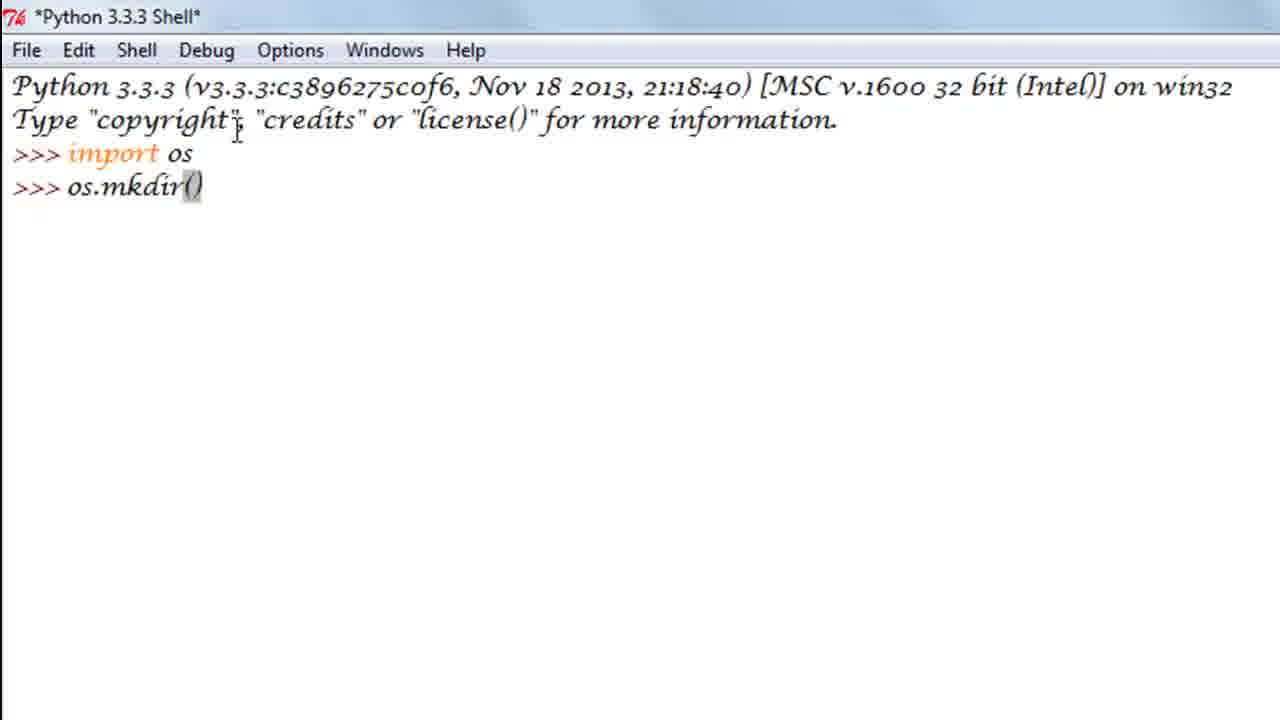 *Python 3.3.3 Shell*
File Edit Shell Debug Options Windows Help
Python 3.3.3 (v3.3.3:c3896275c0f6, Nov 18 2013, 21:18:40) [MSC v.1600 32 bit (Intel)] on win32
Type "copyright", "credits" or "license()" for more information.
>>> import os
>>> os.mkdir()